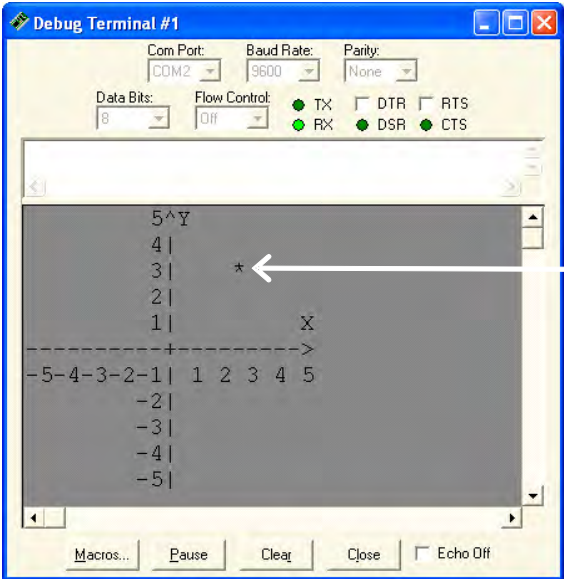 Debug Terminal #1
Com Port: Baud Rate: Parity:
COM2 9600 None
Data Bits: Flow Control: TX DTR RTS
8 Off RX DSR CTS
5^Y
4|
3| *
2|
1| X
----------+--------->
-5-4-3-2-1| 1 2 3 4 5
-2|
-3|
-4|
-5|
Macros... Pause Clear Close Echo Off